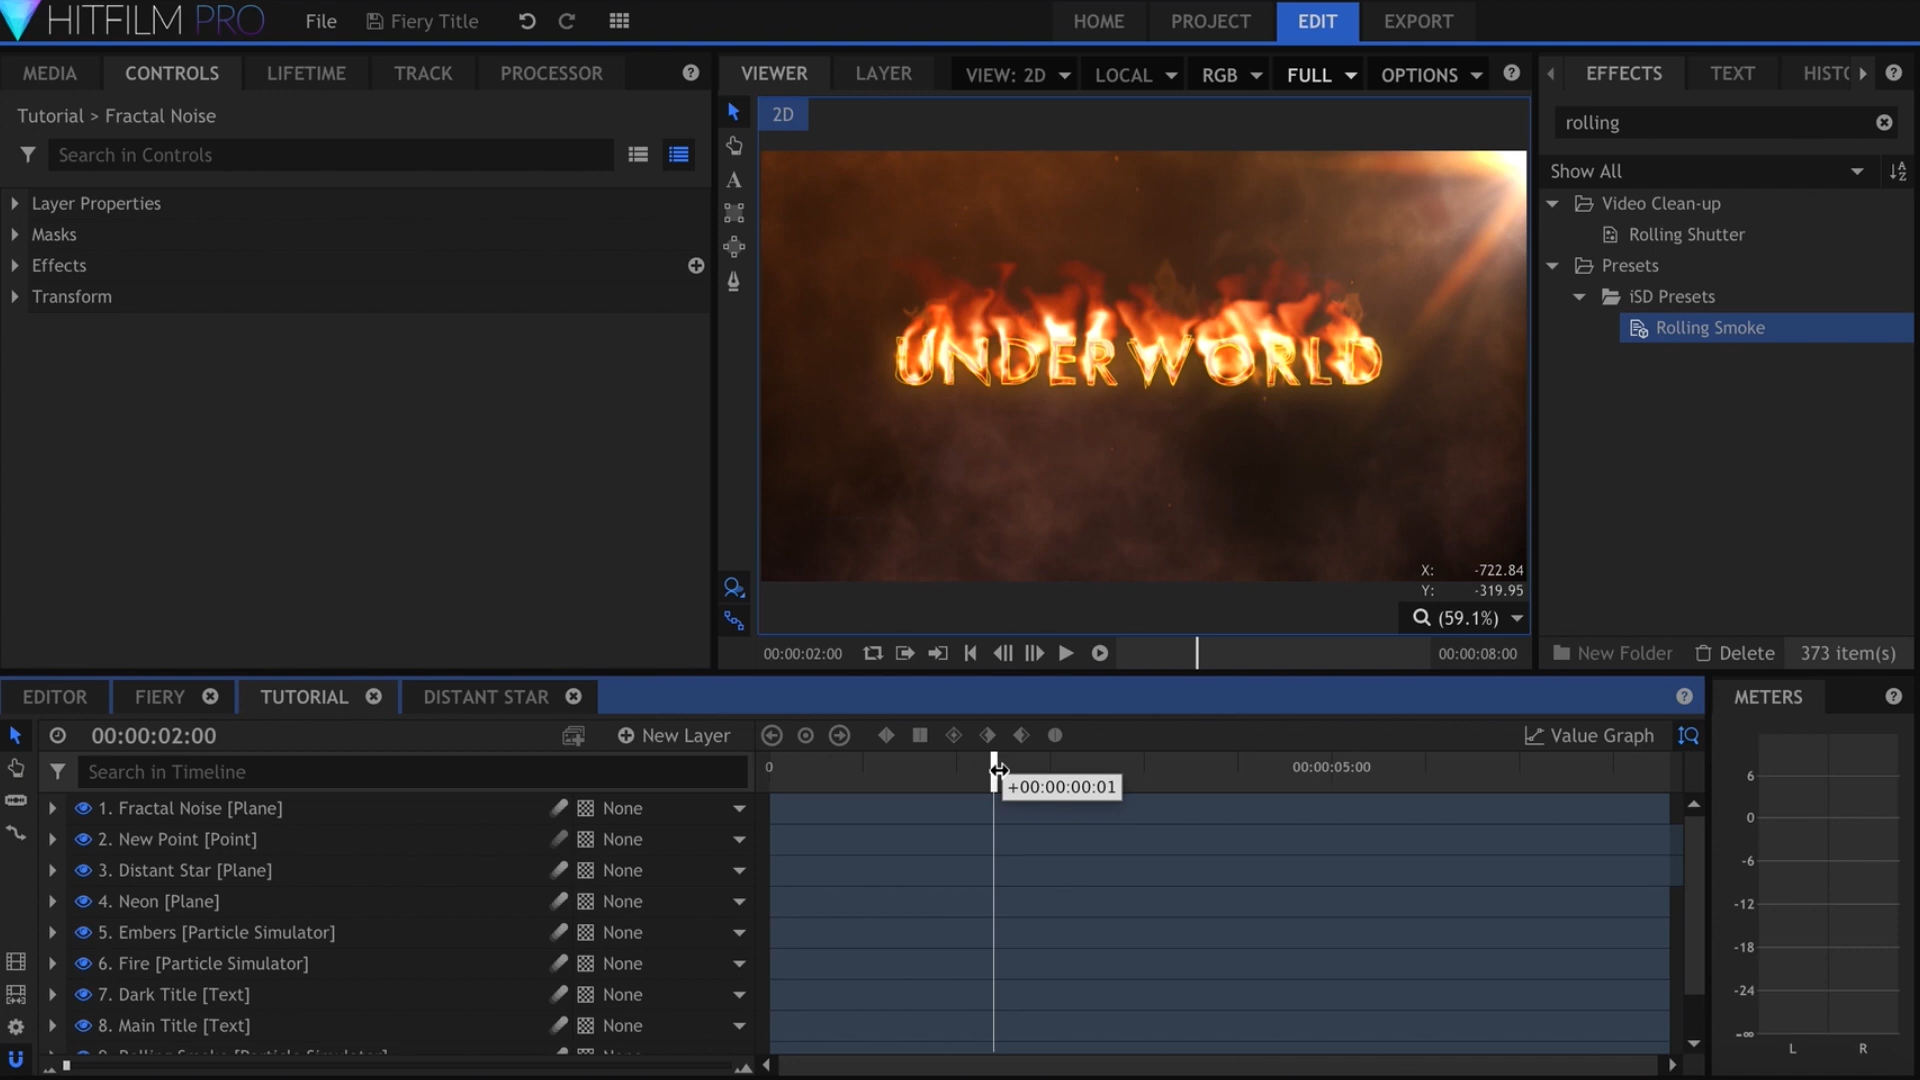 HITFILM PRO
File
Fiery Title
HOME
PROJECT
EDIT
EXPORT
MEDIA
CONTROLS
LIFETIME
TRACK
PROCESSOR
VIEWER
LAYER
VIEW: 2D
LOCAL
RGB
FULL
OPTIONS
EFFECTS
TEXT
Tutorial > Fractal Noise
Search in Controls
Layer Properties
Masks
Effects
Transform
2D
UNDERWORLD
X: -722.84
Y: -319.95
(59.1%)
00:00:02:00
00:00:08:00
rolling
Show All
Video Clean-up
Rolling Shutter
Presets
iSD Presets
Rolling Smoke
New Folder
Delete
373 item(s)
EDITOR
FIERY
TUTORIAL
DISTANT STAR
00:00:02:00
New Layer
Value Graph
Search in Timeline
0
00:00:05:00
+00:00:00:01
1. Fractal Noise [Plane] None
2. New Point [Point] None
3. Distant Star [Plane] None
4. Neon [Plane] None
5. Embers [Particle Simulator] None
6. Fire [Particle Simulator] None
7. Dark Title [Text] None
8. Main Title [Text] None
METERS
6
0
-6
-12
-18
-24
-∞
L R